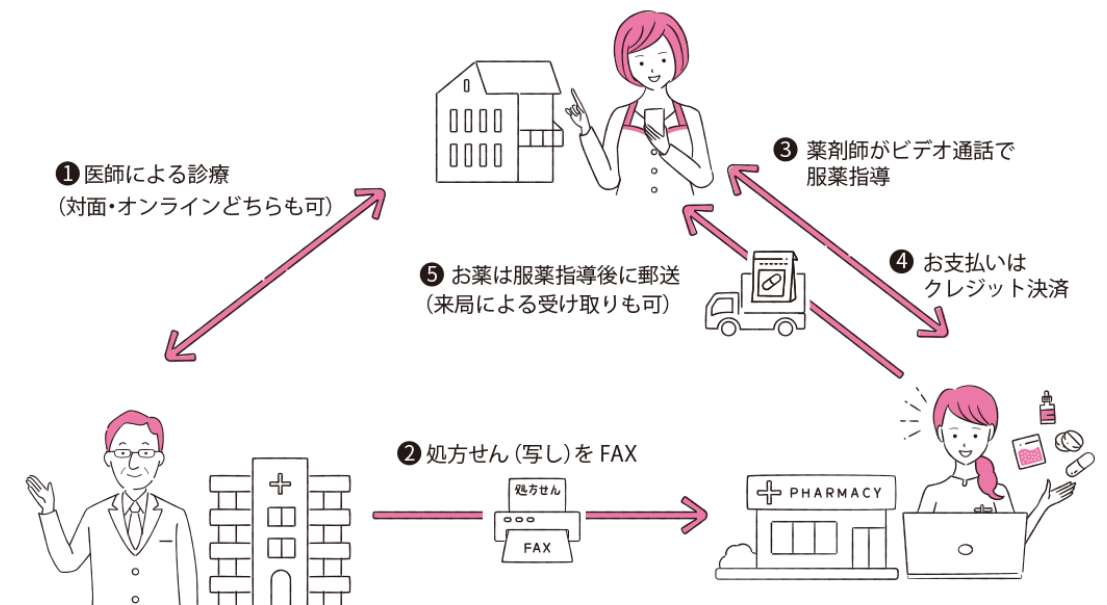 ❶医師による診療
(対面・オンラインどちらも可)
❷処方せん(写し)を FAX
処方せん
FAX
PHARMACY
❸ 薬剤師がビデオ通話で
服薬指導
❹ お支払いは
クレジット決済
❺ お薬は服薬指導後に郵送
(来局による受け取りも可)